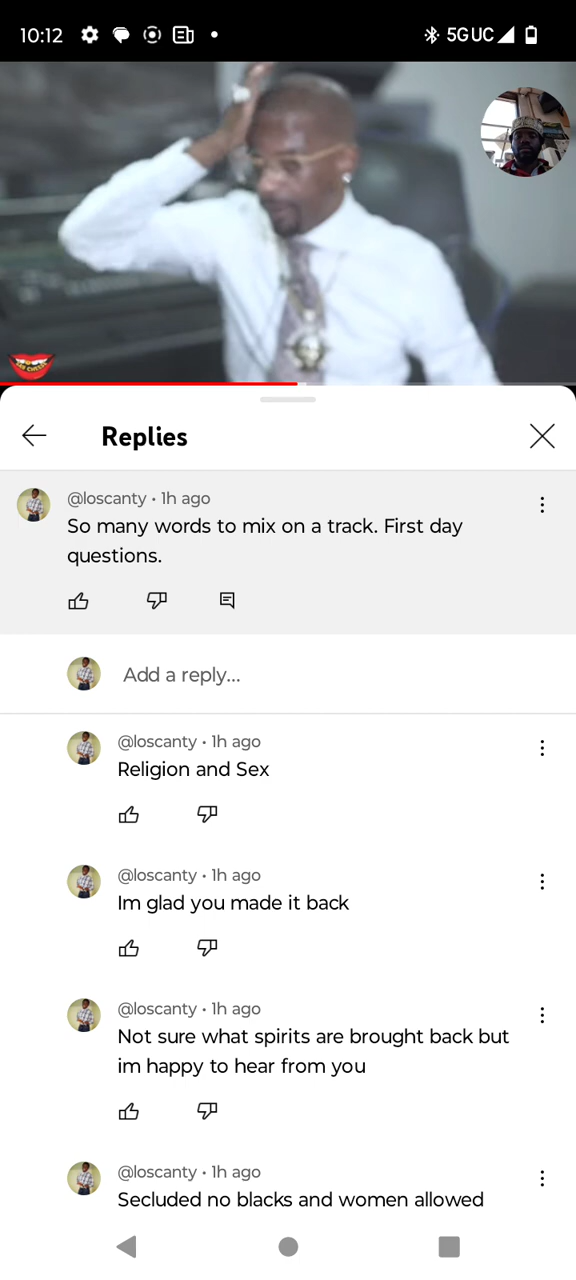 10:12
5G UC
Replies
@loscanty • 1h ago
So many words to mix on a track. First day
questions.
Add a reply...
@loscanty • 1h ago
Religion and Sex
@loscanty • 1h ago
Im glad you made it back
@loscanty • 1h ago
Not sure what spirits are brought back but
im happy to hear from you
@loscanty • 1h ago
Secluded no blacks and women allowed